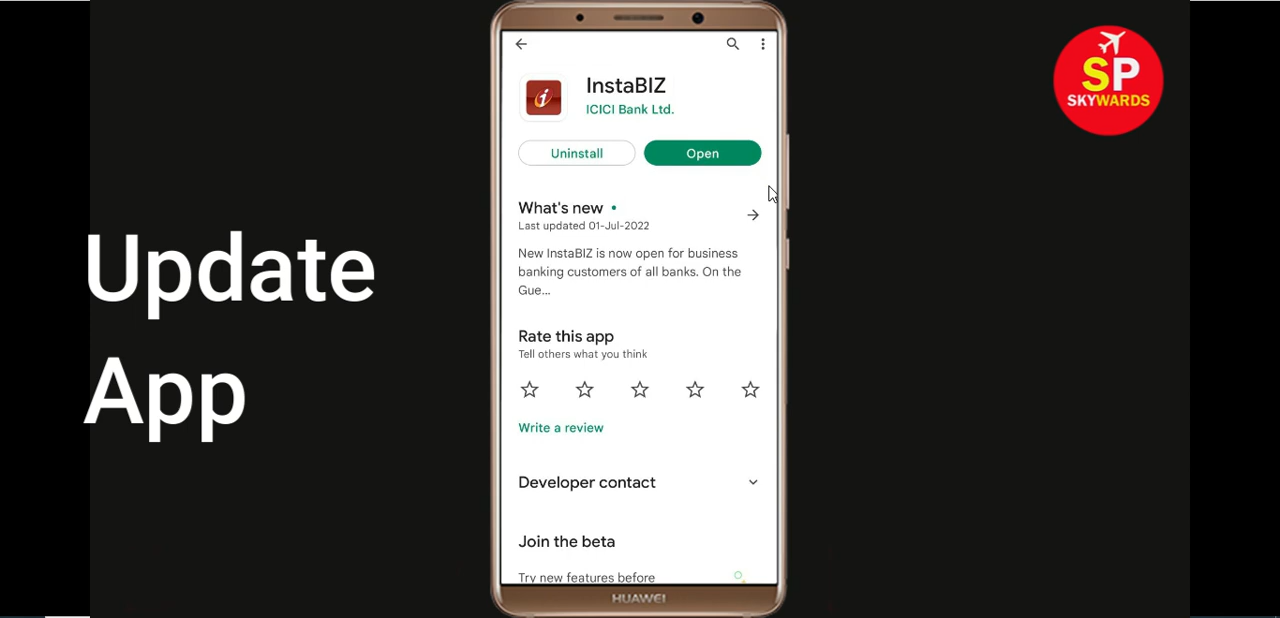 Update
App
InstaBIZ
ICICI Bank Ltd.
Uninstall
Open
What's new
Last updated 01-Jul-2022
New InstaBIZ is now open for business
banking customers of all banks. On the
Gue...
Rate this app
Tell others what you think
Write a review
Developer contact
Join the beta
Try new features before
HUAWEI
SP
SKYWARDS